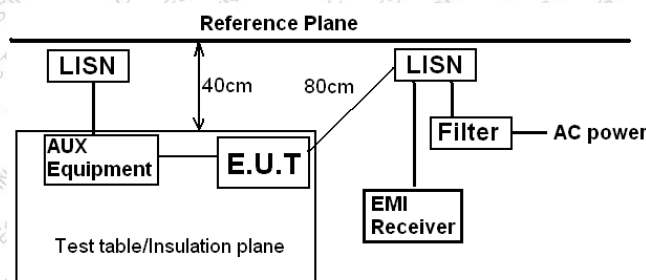 Reference Plane
LISN
40cm
80cm
LISN
AUX
Equipment
E.U.T
Filter
AC power
EMI
Receiver
Test table/Insulation plane